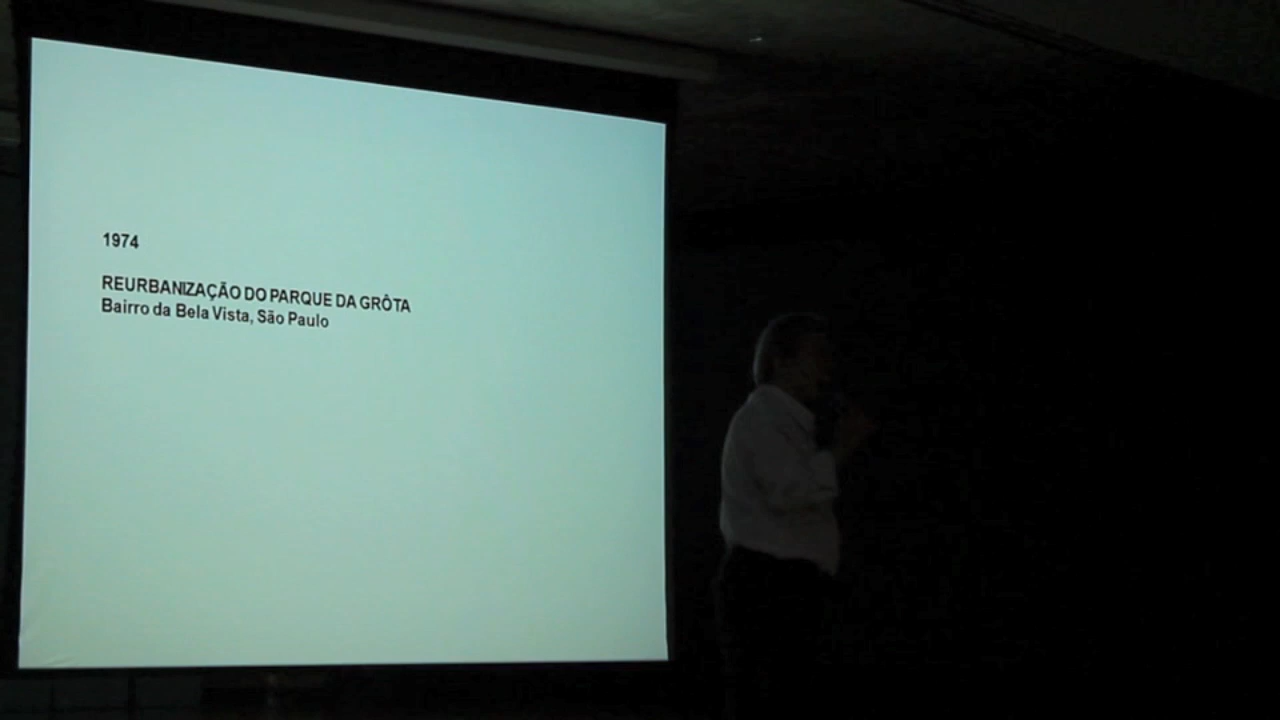 1974
REURBANIZAÇÃO DO PARQUE DA GRÔTA
Bairro da Bela Vista, São Paulo